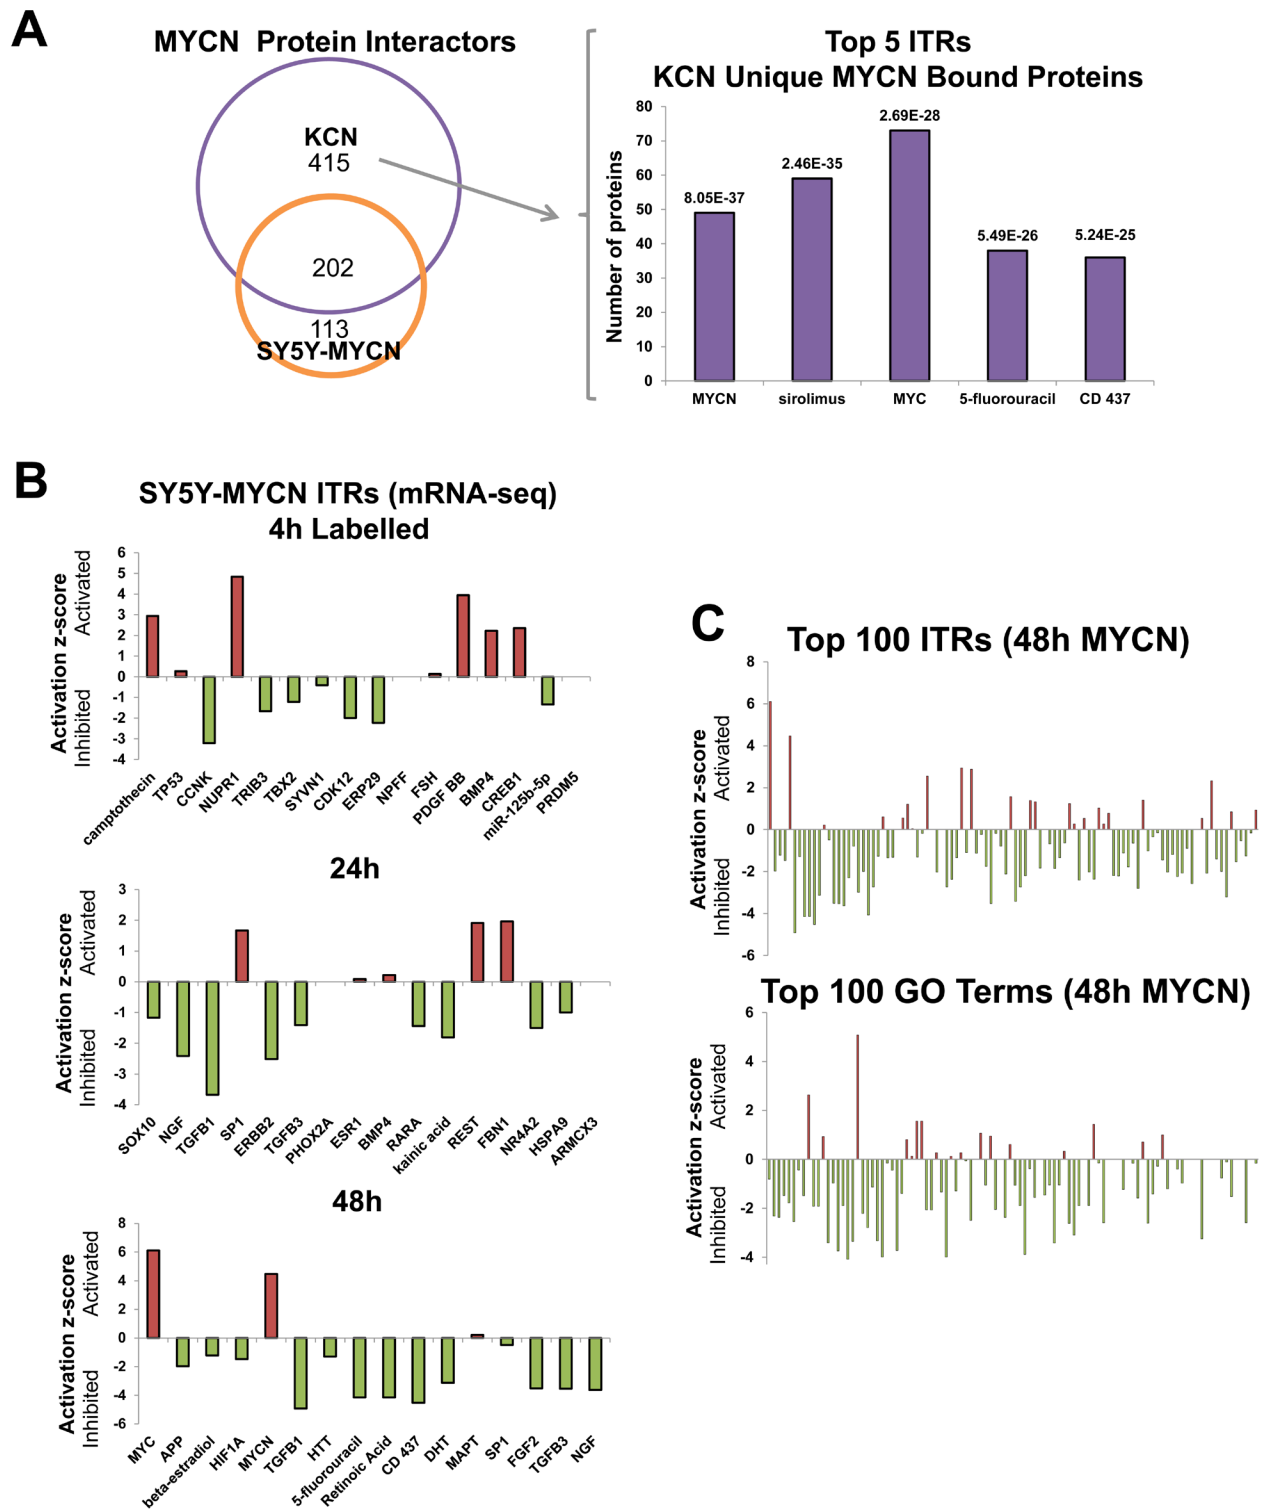 A
MYCN Protein Interactors
KCN
415
202
113
SY5Y-MYCN
Top 5 ITRs
KCN Unique MYCN Bound Proteins
Number of proteins
80
70
60
50
40
30
20
10
0
8.05E-37
2.46E-35
2.69E-28
5.49E-26
5.24E-25
MYCN
sirolimus
MYC
5-fluorouracil
CD 437
B
SY5Y-MYCN ITRs (mRNA-seq)
4h Labelled
Activation z-score
Inhibited
Activated
6
5
4
3
2
1
0
-1
-2
-3
-4
camptothecin
TP53
CCNK
NUPR1
TRIB3
TBX2
SYVN1
CDK12
ERP29
NPFF
FSH
PDGF BB
BMP4
CREB1
miR-125b-5p
PRDM5
24h
Activation z-score
Inhibited
Activated
3
2
1
0
-1
-2
-3
-4
SOX10
NGF
TGFB1
SP1
ERBB2
TGFB3
PHOX2A
ESR1
BMP4
RARA
kainic acid
REST
FBN1
NR4A2
HSPA9
ARMCX3
48h
Activation z-score
Inhibited
Activated
8
6
4
2
0
-2
-4
-6
MYC
APP
beta-estradiol
HIF1A
MYCN
TGFB1
HTT
5-fluorouracil
Retinoic Acid
CD 437
DHT
MAPT
SP1
FGF2
TGFB3
NGF
C
Top 100 ITRs (48h MYCN)
Activation z-score
Inhibited
Activated
8
6
4
2
0
-2
-4
-6
Top 100 GO Terms (48h MYCN)
Activation z-score
Inhibited
Activated
6
4
2
0
-2
-4